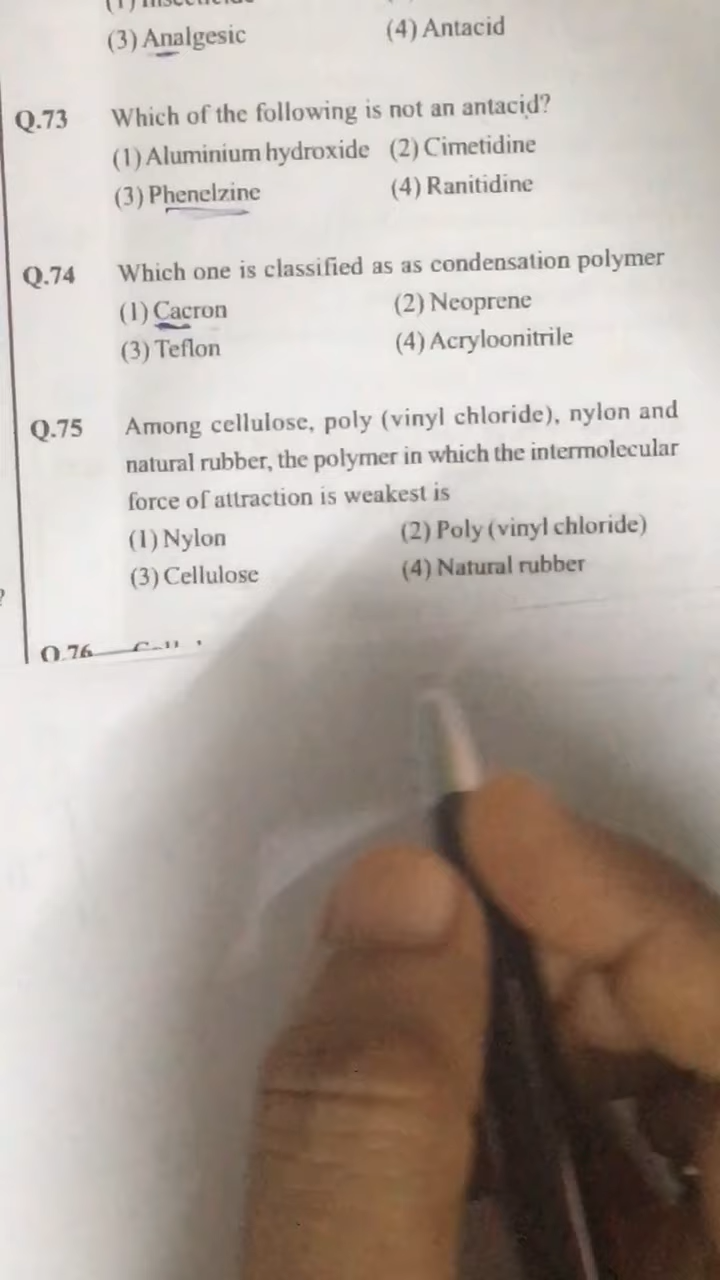 (3) Analgesic (4) Antacid
Q.73 Which of the following is not an antacid?
(1) Aluminium hydroxide (2) Cimetidine
(3) Phenelzine (4) Ranitidine
Q.74 Which one is classified as as condensation polymer
(1) Cacron (2) Neoprene
(3) Teflon (4) Acryloonitrile
Q.75 Among cellulose, poly (vinyl chloride), nylon and
natural rubber, the polymer in which the intermolecular
force of attraction is weakest is
(1) Nylon (2) Poly (vinyl chloride)
(3) Cellulose (4) Natural rubber
Q.76